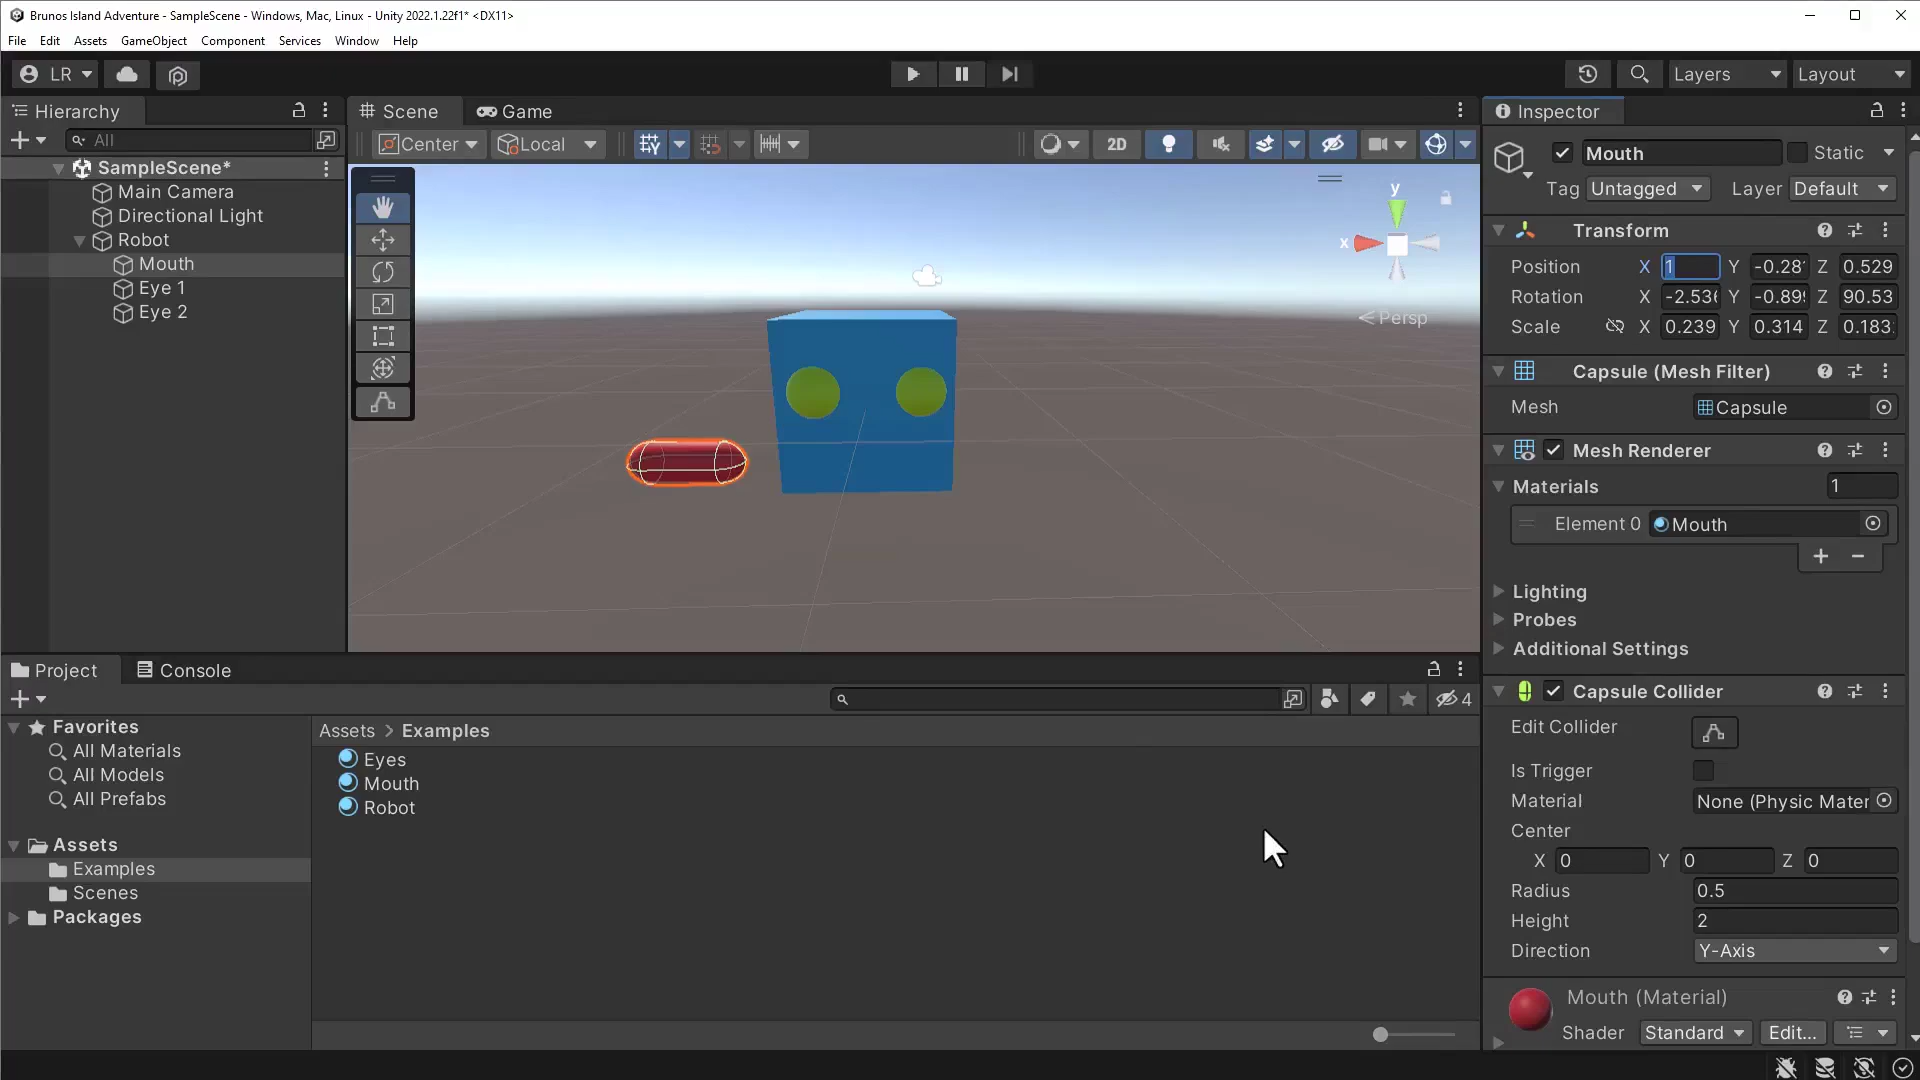 Brunos Island Adventure - SampleScene - Windows, Mac, Linux - Unity 2022.1.22f1* <DX11>
File Edit Assets GameObject Component Services Window Help
LR
Layers
Layout
Hierarchy
All
SampleScene*
Main Camera
Directional Light
Robot
Mouth
Eye 1
Eye 2
Scene
Game
Center
Local
2D
y
x
Persp
Project
Console
4
Favorites
All Materials
All Models
All Prefabs
Assets
Examples
Scenes
Packages
Assets > Examples
Eyes
Mouth
Robot
Inspector
Mouth
Static
Tag Untagged Layer Default
Transform
Position X 1 Y -0.28 Z 0.529
Rotation X -2.536 Y -0.89 Z 90.53
Scale X 0.239 Y 0.314 Z 0.183
Capsule (Mesh Filter)
Mesh Capsule
Mesh Renderer
Materials 1
Element 0 Mouth
Lighting
Probes
Additional Settings
Capsule Collider
Edit Collider
Is Trigger
Material None (Physic Mater
Center
X 0 Y 0 Z 0
Radius 0.5
Height 2
Direction Y-Axis
Mouth (Material)
Shader Standard Edit...